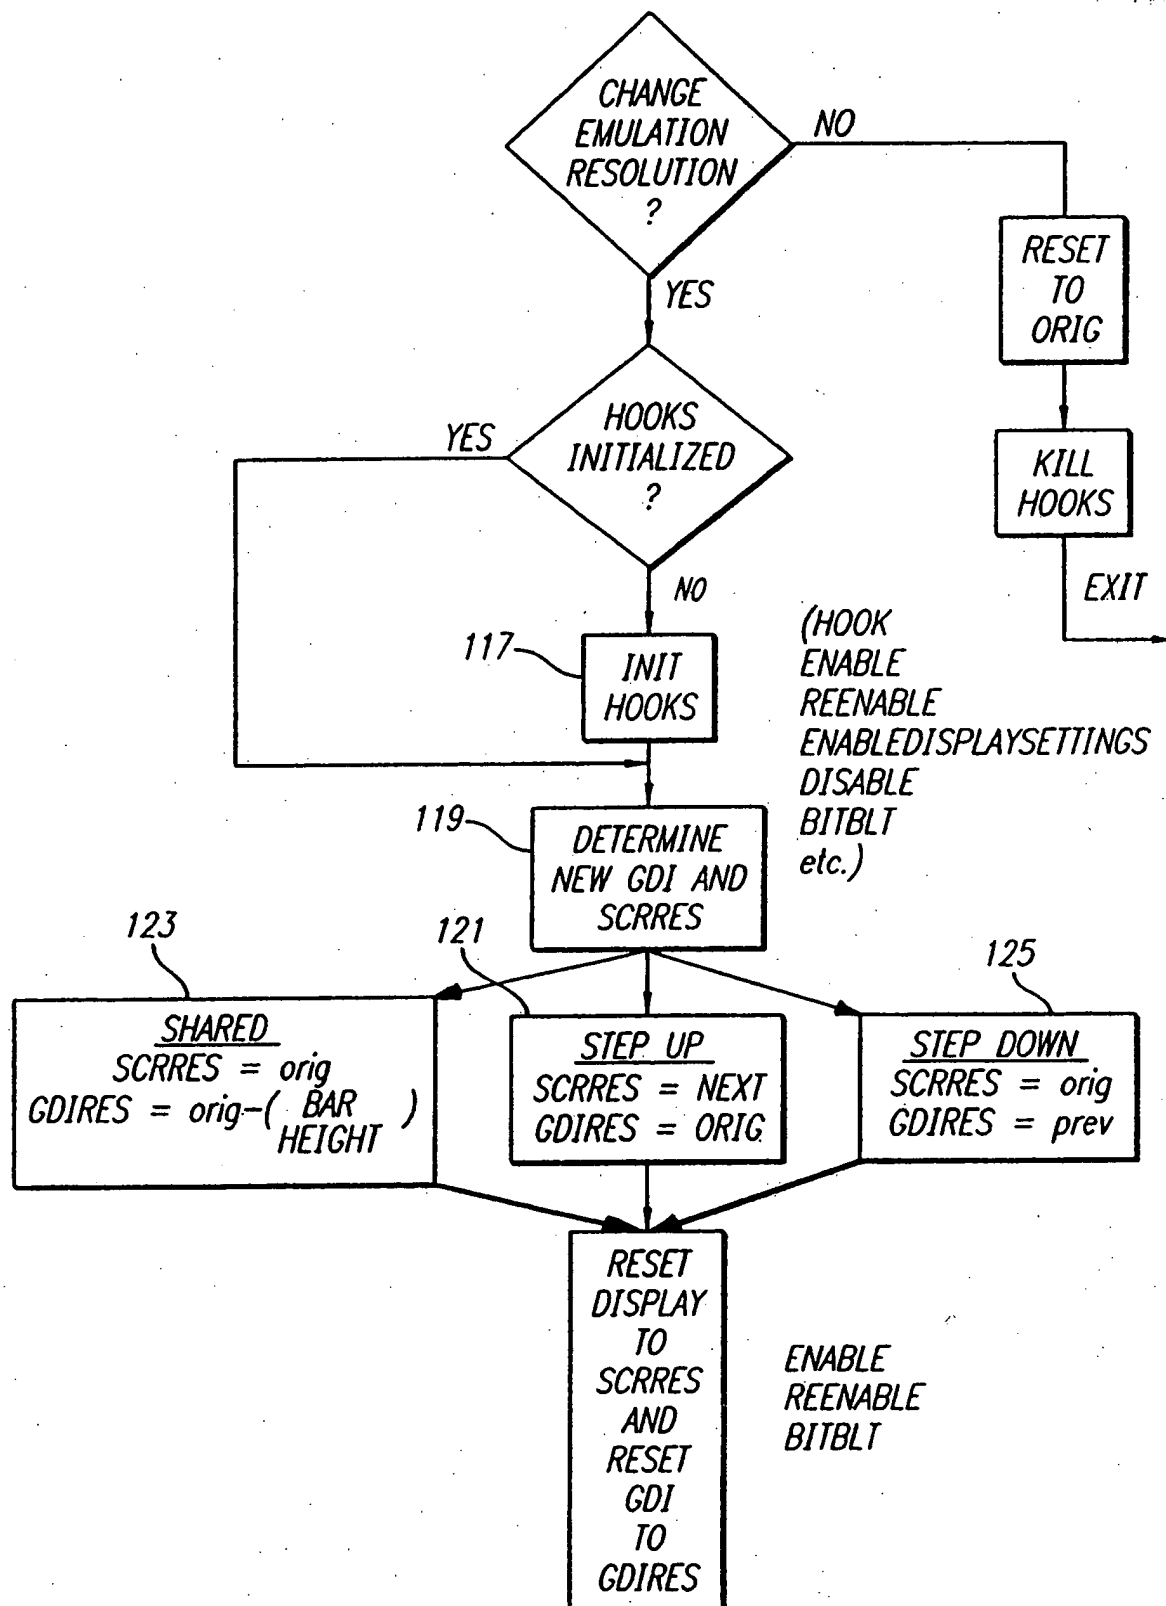 CHANGE
EMULATION
RESOLUTION
?
NO
YES
RESET
TO
ORIG
HOOKS
INITIALIZED
?
YES
NO
KILL
HOOKS
EXIT
117
INIT
HOOKS
(HOOK
ENABLE
REENABLE
ENABLEDISPLAYSETTINGS
DISABLE
BITBLT
etc.)
119
DETERMINE
NEW GDI AND
SCRRES
123
SHARED
SCRRES = orig
GDIRES = orig-( BAR
HEIGHT )
121
STEP UP
SCRRES = NEXT
GDIRES = ORIG
125
STEP DOWN
SCRRES = orig
GDIRES = prev
RESET
DISPLAY
TO
SCRRES
AND
RESET
GDI
TO
GDIRES
ENABLE
REENABLE
BITBLT